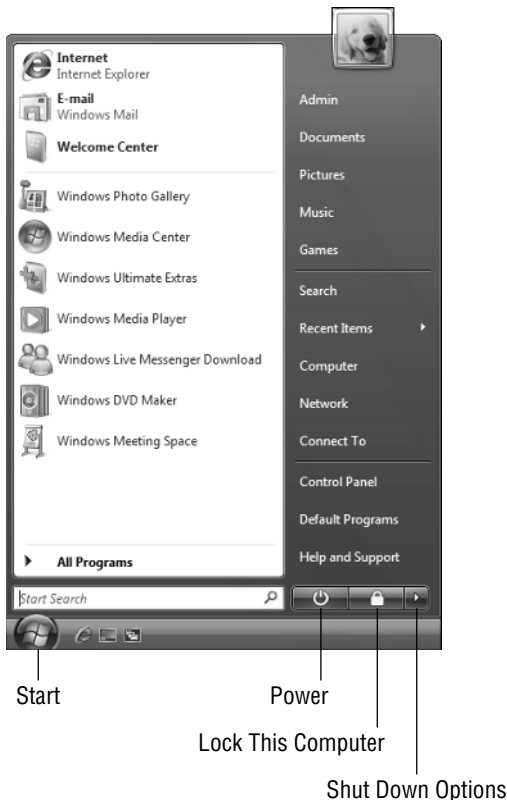 Internet
Internet Explorer
E-mail
Windows Mail
Welcome Center
Windows Photo Gallery
Windows Media Center
Windows Ultimate Extras
Windows Media Player
Windows Live Messenger Download
Windows DVD Maker
Windows Meeting Space
All Programs
Start Search
Admin
Documents
Pictures
Music
Games
Search
Recent Items
Computer
Network
Connect To
Control Panel
Default Programs
Help and Support
Start
Power
Lock This Computer
Shut Down Options